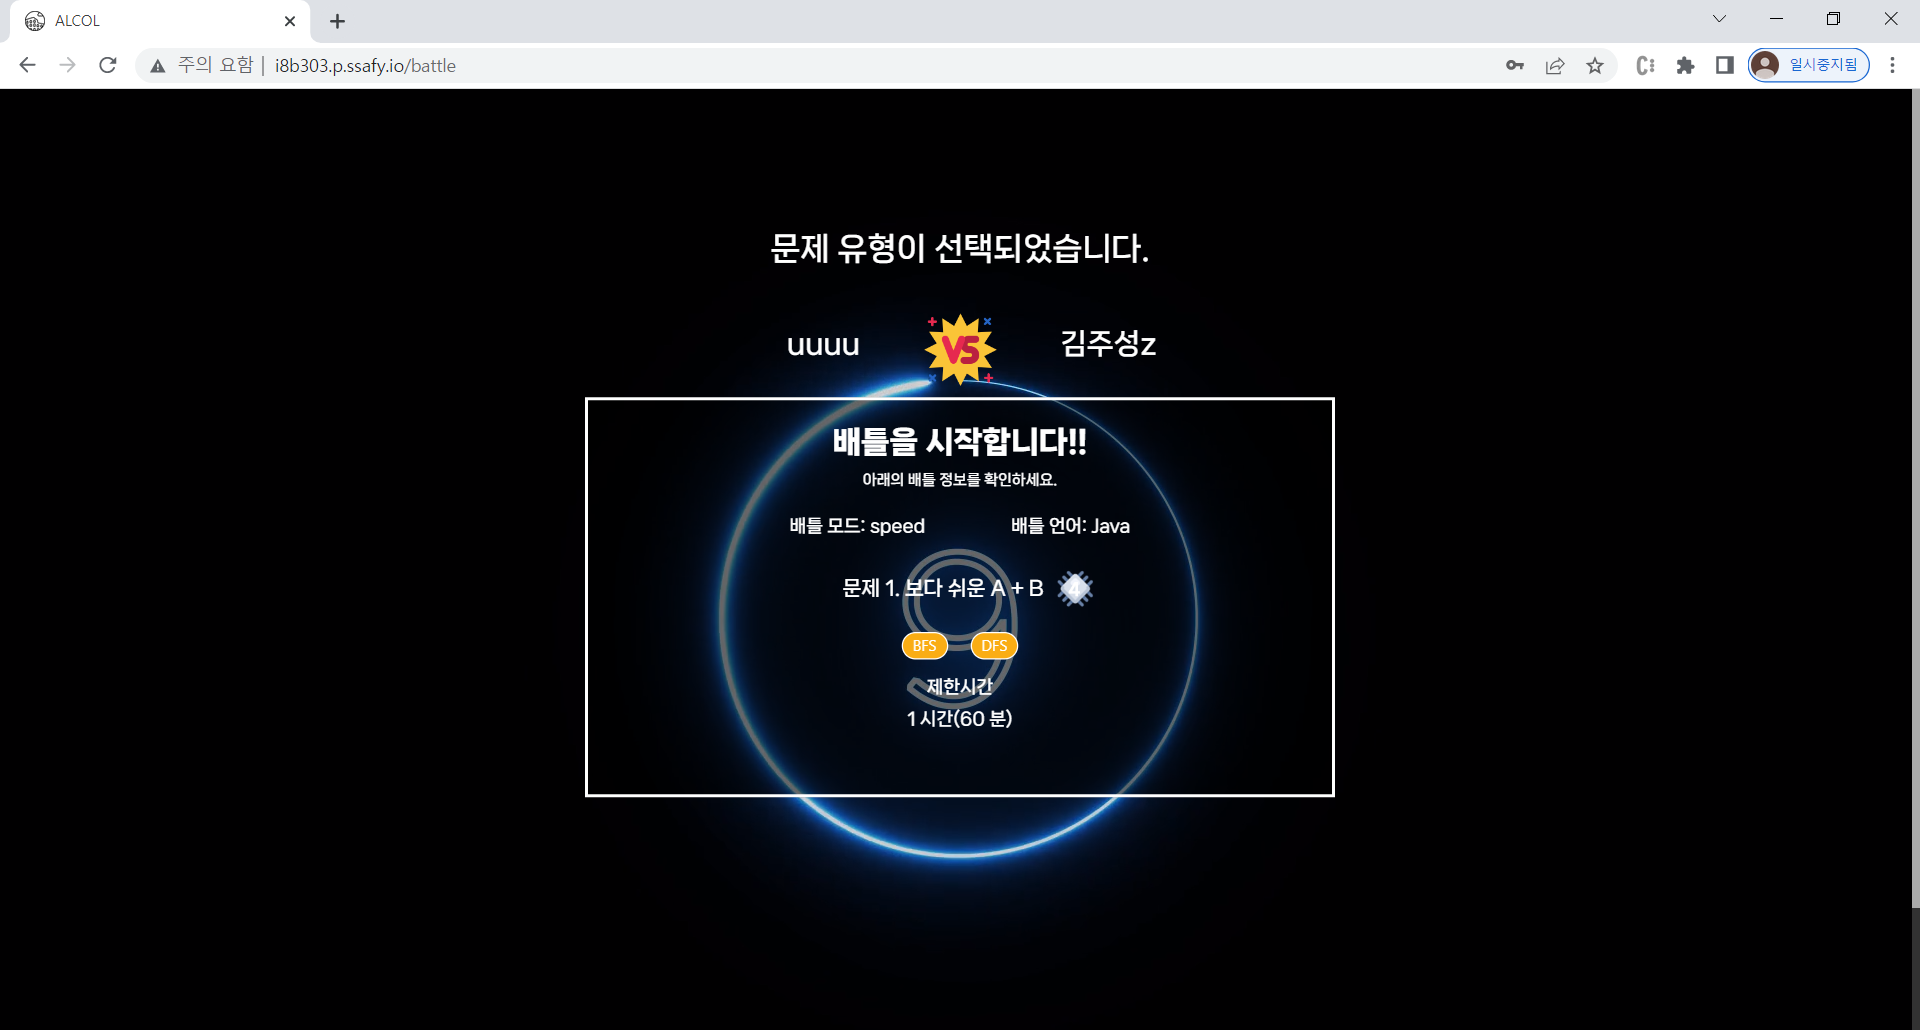 ALCOL
주의 요함 | i8b303.p.ssafy.io/battle
일시중지됨
문제 유형이 선택되었습니다.
uuuu VS 김주성z
배틀을 시작합니다!!
아래의 배틀 정보를 확인하세요.
배틀 모드: speed 배틀 언어: Java
9
문제 1. 보다 쉬운 A + B 4
BFS DFS
제한시간
1 시간(60 분)